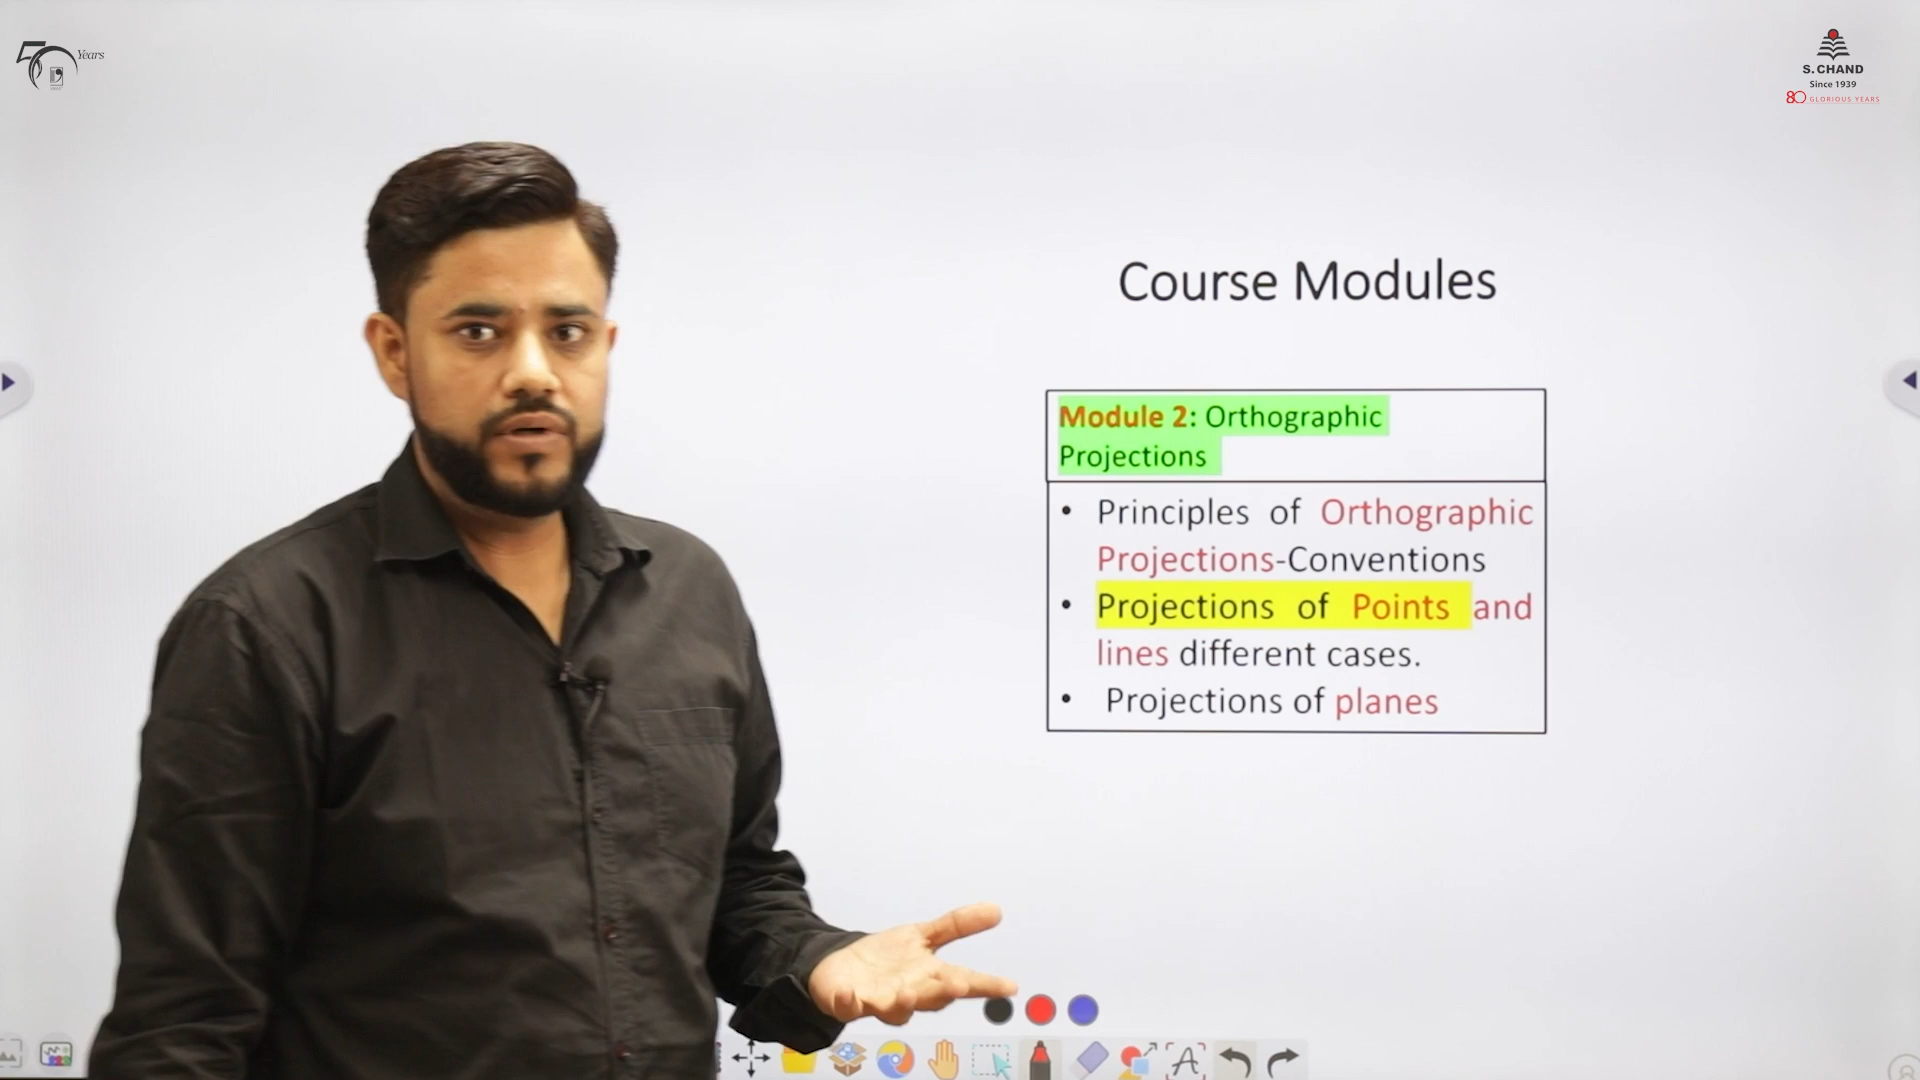 50 Years
S. CHAND
Since 1939
80 GLORIOUS YEARS
Course Modules
Module 2: Orthographic
Projections
• Principles of Orthographic
Projections-Conventions
• Projections of Points and
lines different cases.
• Projections of planes